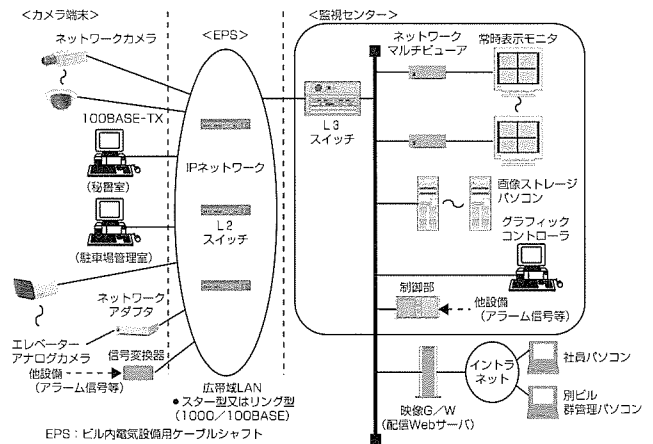 <カメラ端末>
ネットワークカメラ
100BASE-TX
(秘書室)
(駐車場管理室)
ネットワーク
アダプタ
エレベーター
アナログカメラ
信号変換器
他設備
(アラーム信号等)
EPS:ビル内電気設備用ケーブルシャフト
<EPS>
IPネットワーク
L2
スイッチ
広帯域LAN
●スター型又はリング型
(1000/100BASE)
<監視センター>
L3
スイッチ
ネットワーク
マルチビューア
常時表示モニタ
画像ストレージ
パソコン
グラフィック
コントローラ
制御部
他設備
(アラーム信号等)
映像G/W
(配信Webサーバ)
イントラ
ネット
社員パソコン
別ビル
群管理パソコン